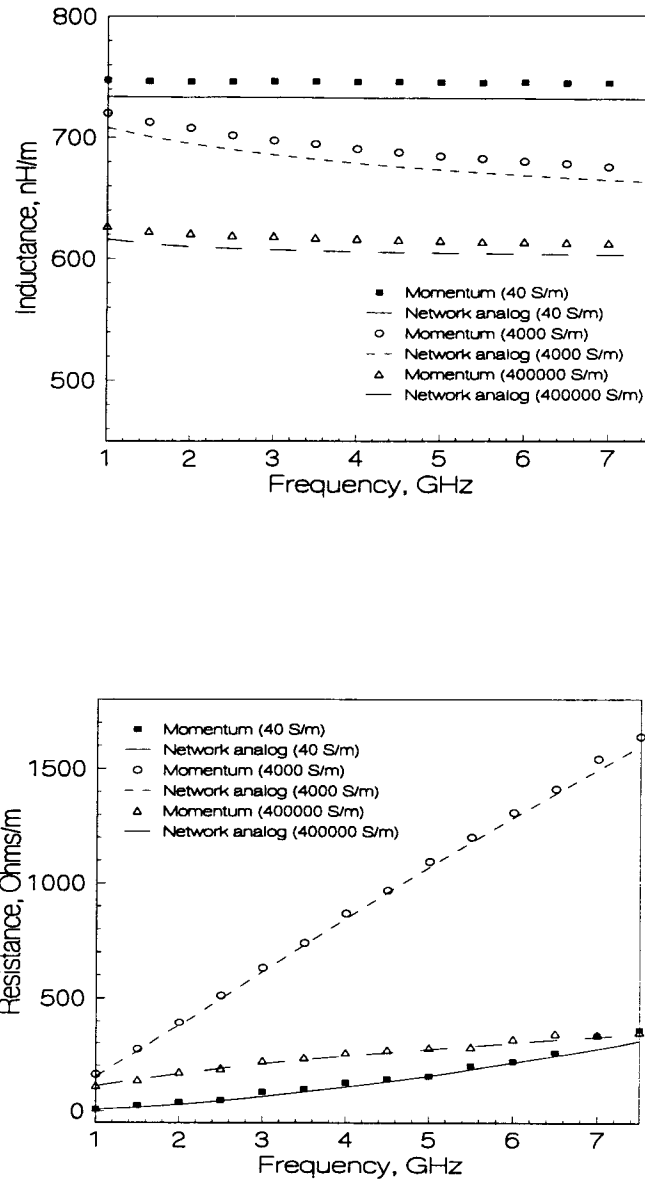 800
700
600
500
Inductance, nH/m
Momentum (40 S/m)
Network analog (40 S/m)
Momentum (4000 S/m)
Network analog (4000 S/m)
Momentum (400000 S/m)
Network analog (400000 S/m)
1 2 3 4 5 6 7
Frequency, GHz
Momentum (40 S/m)
Network analog (40 S/m)
Momentum (4000 S/m)
Network analog (4000 S/m)
Momentum (400000 S/m)
Network analog (400000 S/m)
1500
1000
500
0
Resistance, Ohms/m
1 2 3 4 5 6 7
Frequency, GHz